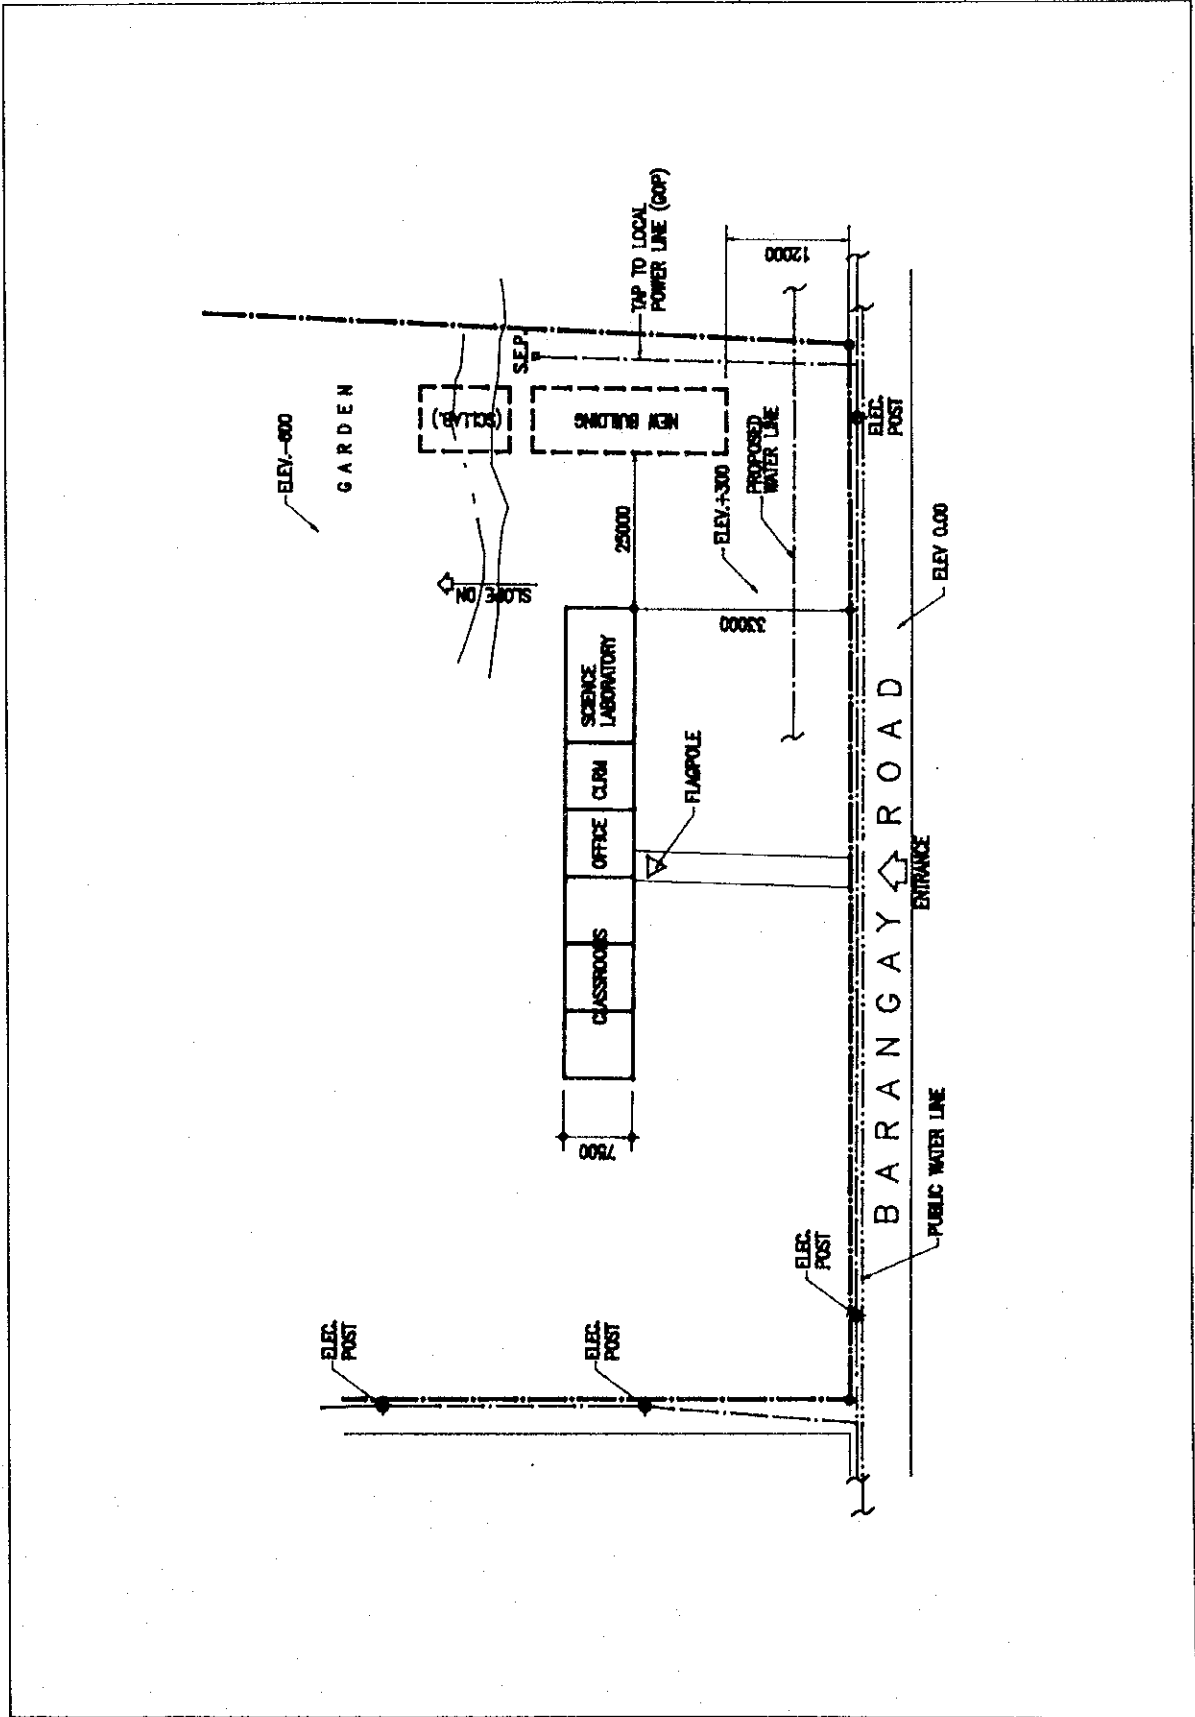 ELEV.-800
GARDEN
S.E.P.
TAP TO LOCAL
POWER LINE (GOP)
(SCI.LAB.)
NEW BUILDING
12000
SLOPE DN
25000
ELEV.+300
PROPOSED
WATER LINE
ELEC.
POST
SCIENCE
LABORATORY
CLRM
OFFICE
CLASSROOMS
33000
FLAGPOLE
ELEV 0.00
7500
BARANGAY ROAD
ENTRANCE
ELEC.
POST
PUBLIC WATER LINE
ELEC.
POST
ELEC.
POST